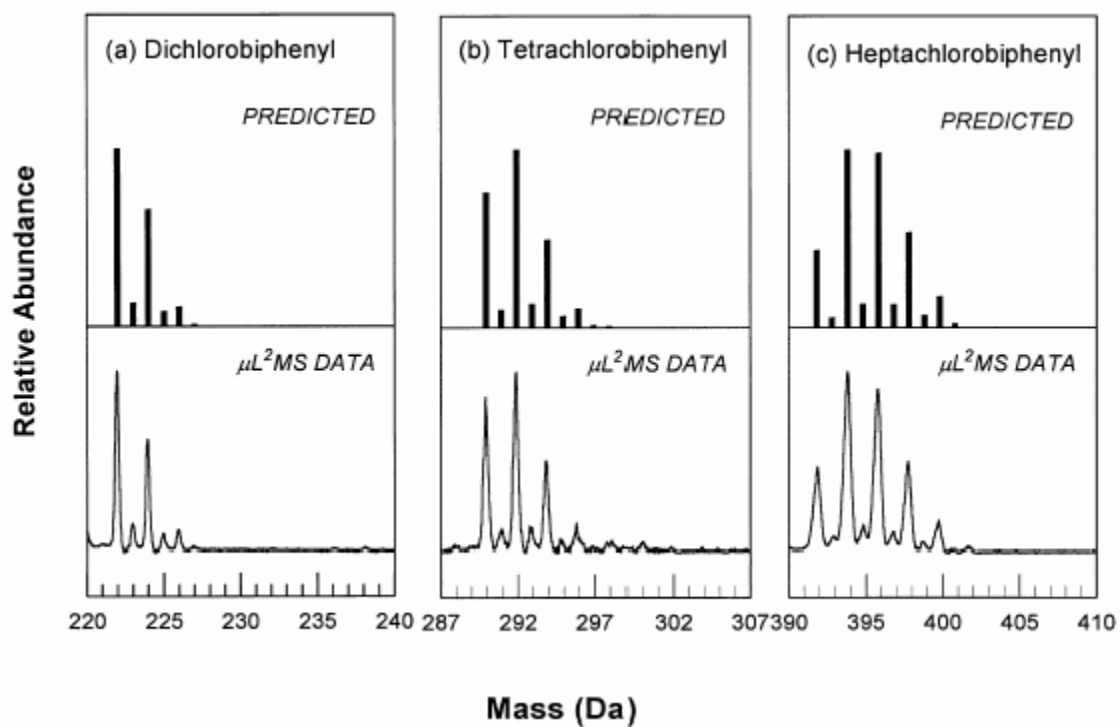 (a) Dichlorobiphenyl
PREDICTED
μL²MS DATA
(b) Tetrachlorobiphenyl
PREDICTED
μL²MS DATA
(c) Heptachlorobiphenyl
PREDICTED
μL²MS DATA
Relative Abundance
220 225 230 235 240
287 292 297 302 307
390 395 400 405 410
Mass (Da)